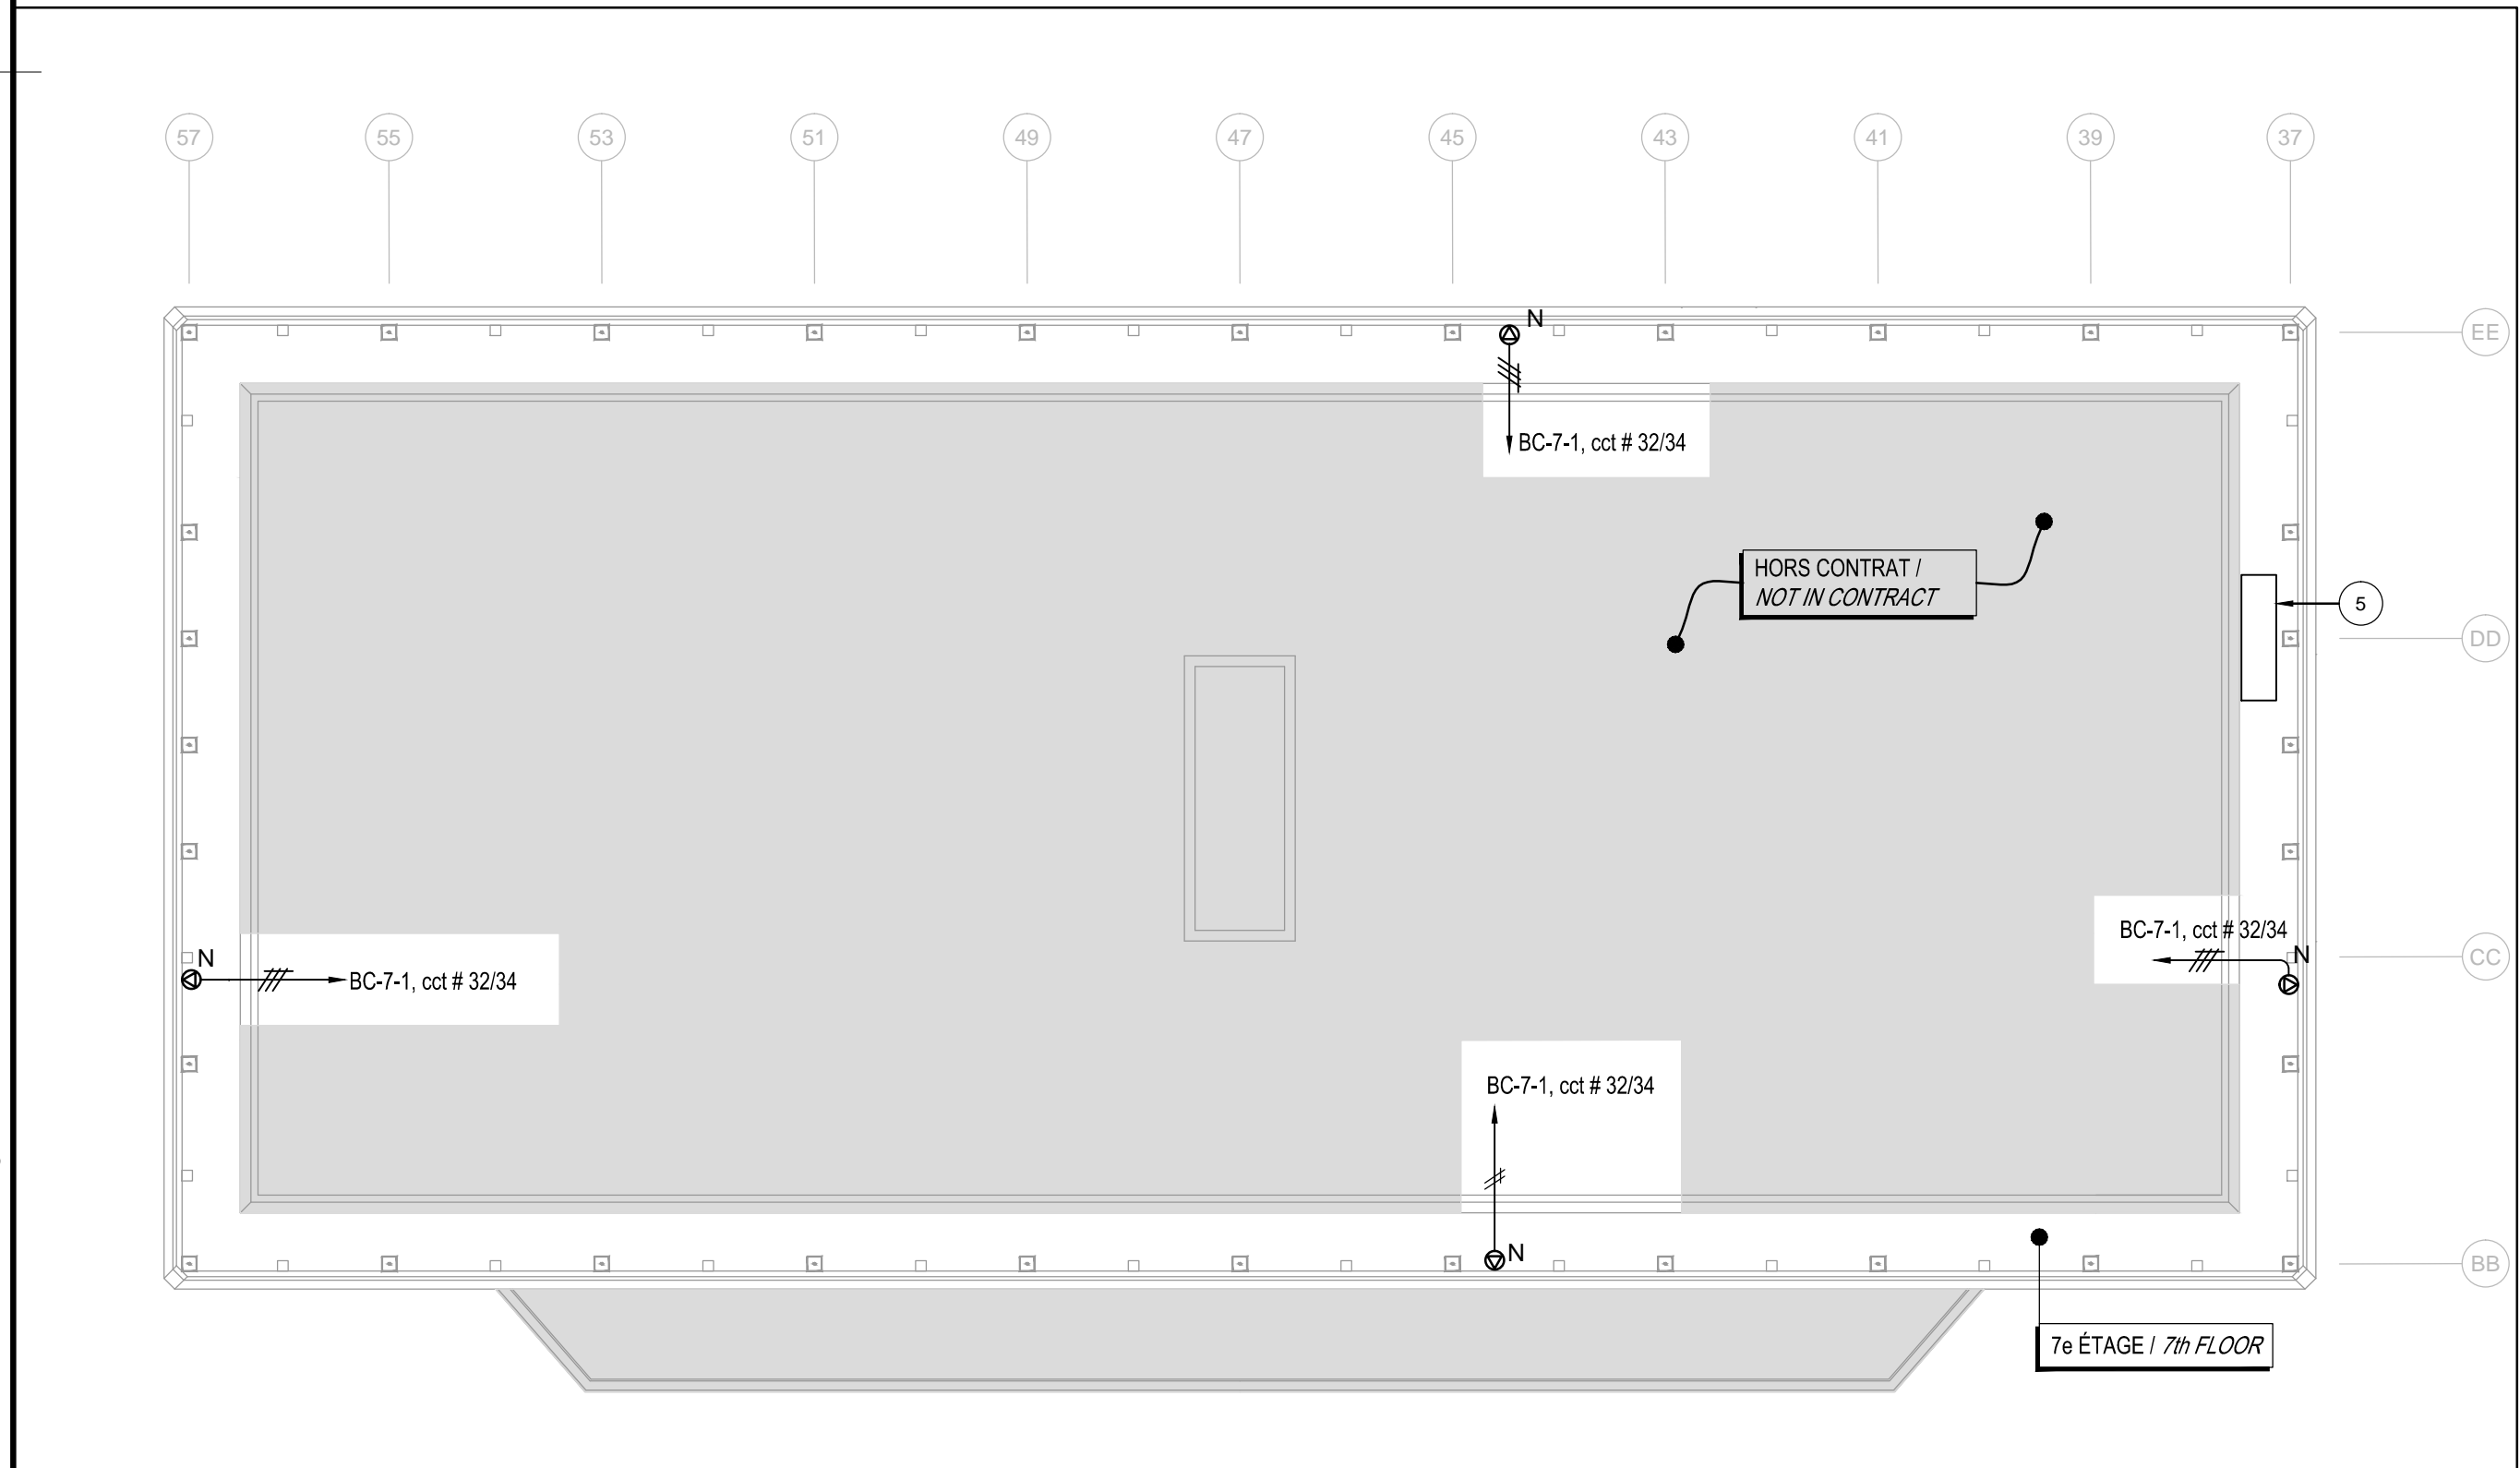 57
55
53
51
49
47
45
43
41
39
37
N
EE
BC-7-1, cct # 32/34
HORS CONTRAT /
NOT IN CONTRACT
5
DD
BC-7-1, cct # 32/34
N
CC
N
BC-7-1, cct # 32/34
BC-7-1, cct # 32/34
N
BB
7e ÉTAGE / 7th FLOOR